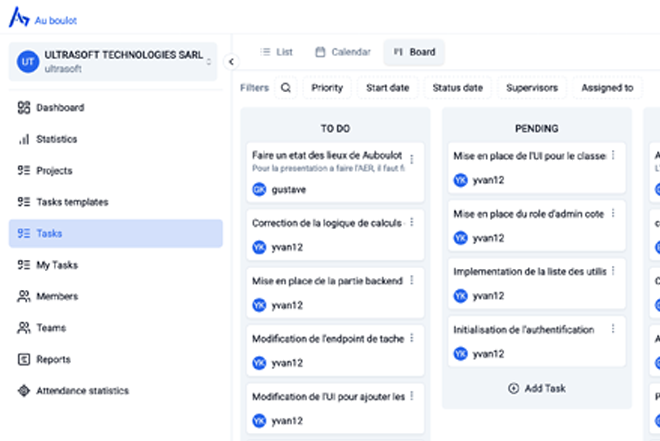 Au boulot
UT
ULTRASOFT TECHNOLOGIES SARL
ultrasoft
Dashboard
Statistics
Projects
Tasks templates
Tasks
My Tasks
Members
Teams
Reports
Attendance statistics
List
Calendar
Board
Filters
Priority
Start date
Status date
Supervisors
Assigned to
TO DO
Faire un etat des lieux de Auboulot
Pour la presentation a faire l'AER, il faut fi
GK gustave
Correction de la logique de calculs
YK yvan12
Mise en place de la partie backend
YK yvan12
Modification de l'endpoint de tache
YK yvan12
Modification de l'UI pour ajouter les
YK yvan12
PENDING
Mise en place de l'UI pour le classe
YK yvan12
Mise en place du role d'admin cote
YK yvan12
Implementation de la liste des utilis
YK yvan12
Initialisation de l'authentification
YK yvan12
Add Task